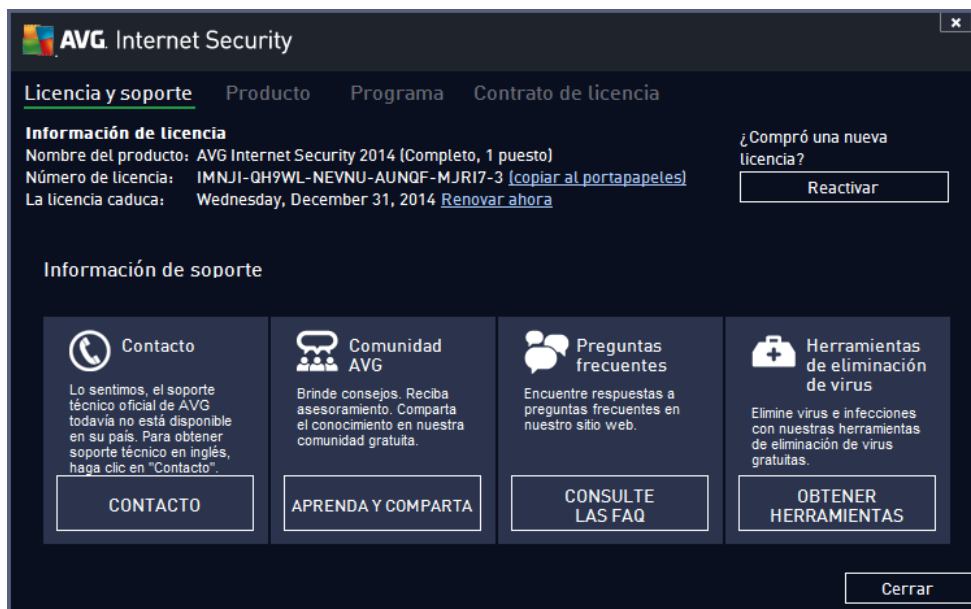 AVG. Internet Security
Licencia y soporte Producto Programa Contrato de licencia
Información de licencia
Nombre del producto: AVG Internet Security 2014 (Completo, 1 puesto)
Número de licencia: IMNJI-QH9WL-NEVNU-AUNQF-MJRI7-3 (copiar al portapapeles)
La licencia caduca: Wednesday, December 31, 2014 Renovar ahora
¿Compró una nueva
licencia?
Reactivar
Información de soporte
Contacto
Lo sentimos, el soporte
técnico oficial de AVG
todavía no está disponible
en su país. Para obtener
soporte técnico en inglés,
haga clic en "Contacto".
CONTACTO
Comunidad
AVG
Brinde consejos. Reciba
asesoramiento. Comparta
el conocimiento en nuestra
comunidad gratuita.
APRENDA Y COMPARTA
Preguntas
frecuentes
Encuentre respuestas a
preguntas frecuentes en
nuestro sitio web.
CONSULTE
LAS FAQ
Herramientas
de eliminación
de virus
Elimine virus e infecciones
con nuestras herramientas
de eliminación de virus
gratuitas.
OBTENER
HERRAMIENTAS
Cerrar